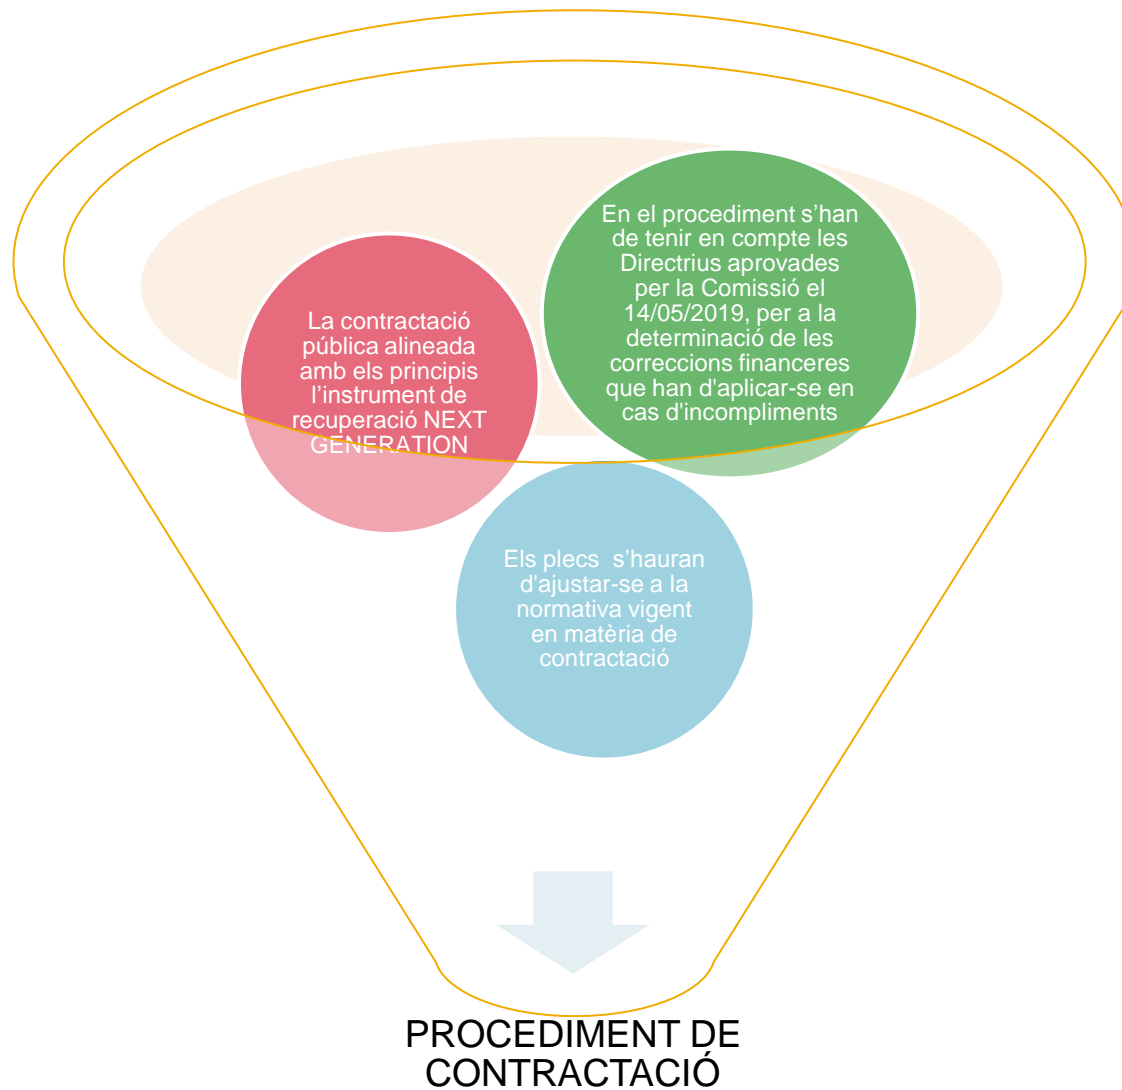 En el procediment s’han
de tenir en compte les
Directrius aprovades
per la Comissió el
14/05/2019, per a la
determinació de les
correccions financeres
que han d'aplicar-se en
cas d'incompliments
La contractació
pública alineada
amb els principis
l’instrument de
recuperació NEXT
GENERATION
Els plecs  s’hauran
d'ajustar-se a la
normativa vigent
en matèria de
contractació
PROCEDIMENT DE
CONTRACTACIÓ